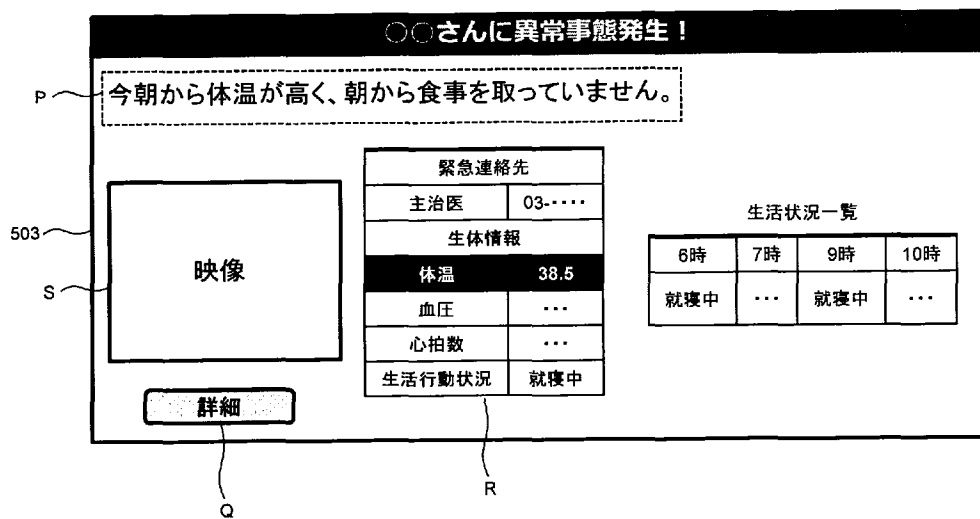 ○○さんに異常事態発生！
P
今朝から体温が高く、朝から食事を取っていません。
503
S
映像
詳細
Q
緊急連絡先
主治医 03-････
生体情報
体温 38.5
血圧 ･･･
心拍数 ･･･
生活行動状況 就寝中
R
生活状況一覧
6時 7時 9時 10時
就寝中 ･･･ 就寝中 ･･･